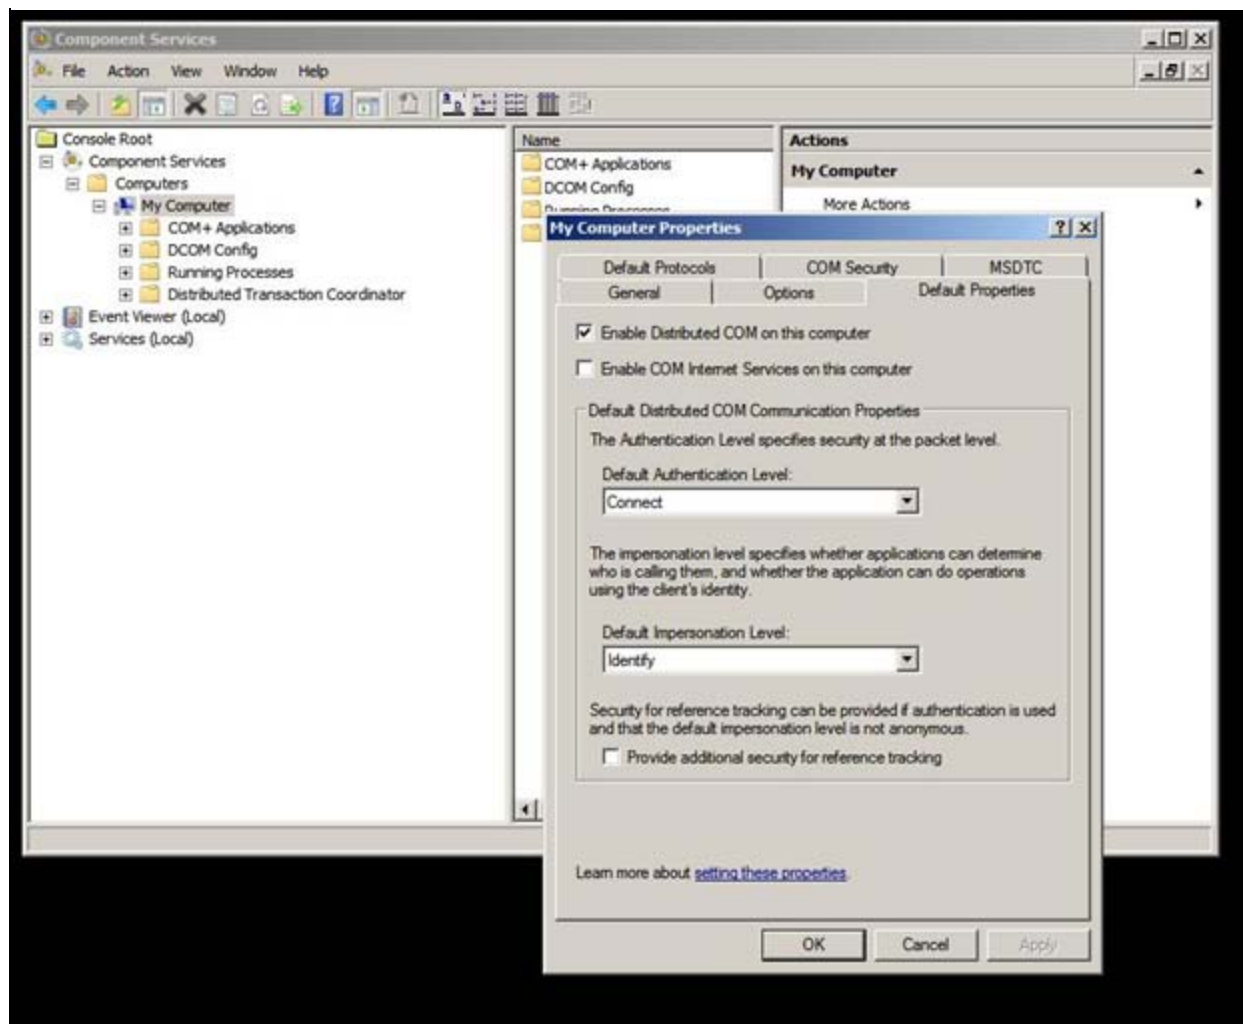 Component Services
File Action View Window Help
Console Root
Component Services
Computers
My Computer
COM+ Applications
DCOM Config
Running Processes
Distributed Transaction Coordinator
Event Viewer (Local)
Services (Local)
Name
COM+ Applications
DCOM Config
Running Processes
Actions
My Computer
More Actions
My Computer Properties
Default Protocols COM Security MSDTC
General Options Default Properties
Enable Distributed COM on this computer
Enable COM Internet Services on this computer
Default Distributed COM Communication Properties
The Authentication Level specifies security at the packet level.
Default Authentication Level:
Connect
The impersonation level specifies whether applications can determine
who is calling them, and whether the application can do operations
using the client's identity.
Default Impersonation Level:
Identify
Security for reference tracking can be provided if authentication is used
and that the default impersonation level is not anonymous.
Provide additional security for reference tracking
Learn more about setting these properties.
OK Cancel Apply